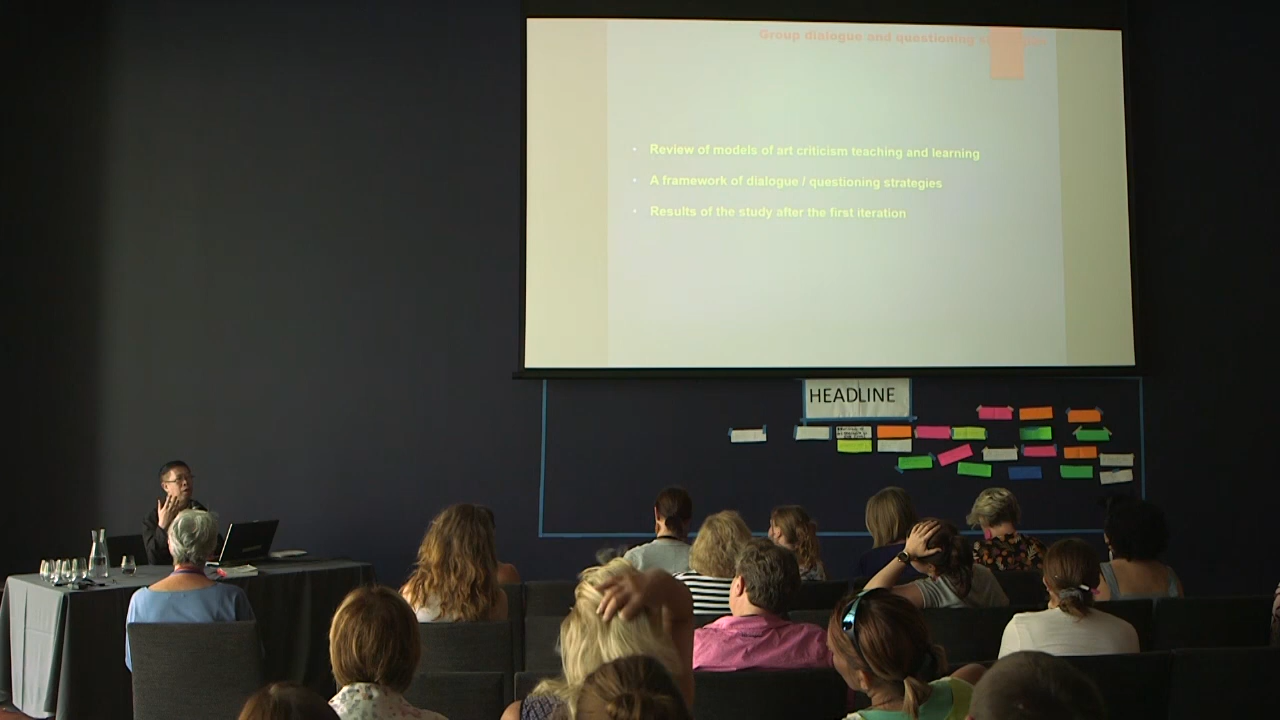 Group dialogue and questioning
• Review of models of art criticism teaching and learning
• A framework of dialogue / questioning strategies
• Results of the study after the first iteration
HEADLINE